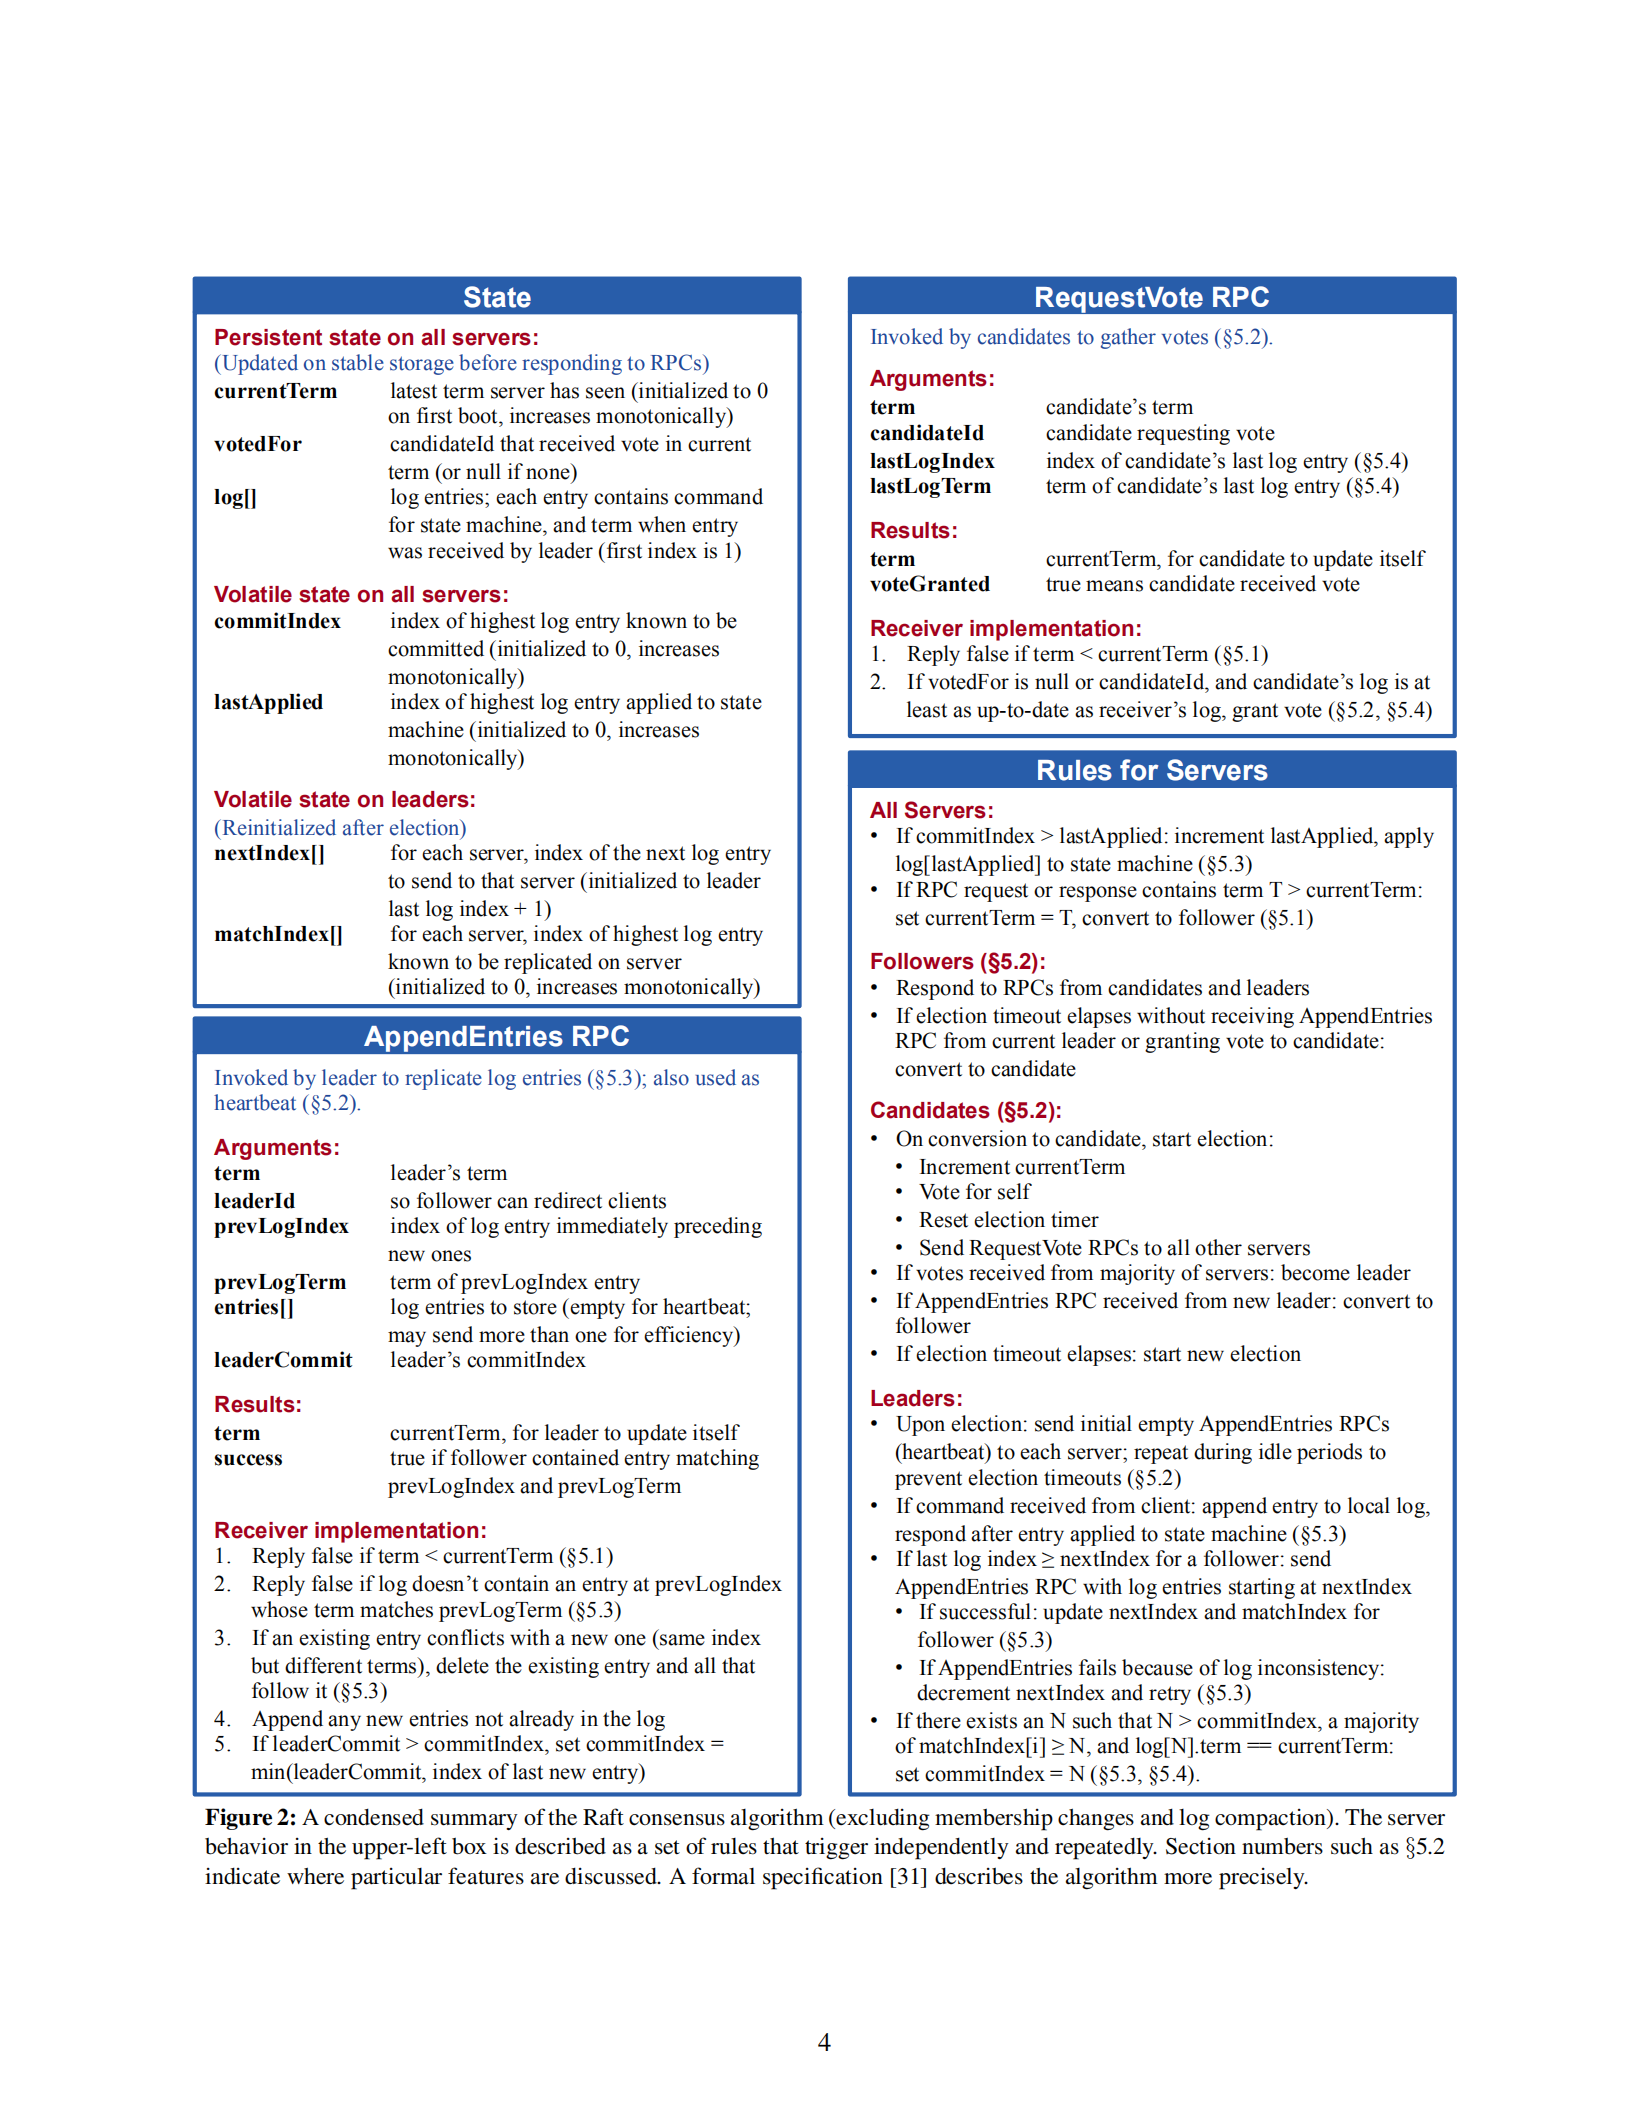 State
Persistent state on all servers:
(Updated on stable storage before responding to RPCs)
currentTerm latest term server has seen (initialized to 0
on first boot, increases monotonically)
votedFor candidateId that received vote in current
term (or null if none)
log[] log entries; each entry contains command
for state machine, and term when entry
was received by leader (first index is 1)
Volatile state on all servers:
commitIndex index of highest log entry known to be
committed (initialized to 0, increases
monotonically)
lastApplied index of highest log entry applied to state
machine (initialized to 0, increases
monotonically)
Volatile state on leaders:
(Reinitialized after election)
nextIndex[] for each server, index of the next log entry
to send to that server (initialized to leader
last log index + 1)
matchIndex[] for each server, index of highest log entry
known to be replicated on server
(initialized to 0, increases monotonically)
AppendEntries RPC
Invoked by leader to replicate log entries (§5.3); also used as
heartbeat (§5.2).
Arguments:
term leader’s term
leaderId so follower can redirect clients
prevLogIndex index of log entry immediately preceding
new ones
prevLogTerm term of prevLogIndex entry
entries[] log entries to store (empty for heartbeat;
may send more than one for efficiency)
leaderCommit leader’s commitIndex
Results:
term currentTerm, for leader to update itself
success true if follower contained entry matching
prevLogIndex and prevLogTerm
Receiver implementation:
1. Reply false if term < currentTerm (§5.1)
2. Reply false if log doesn’t contain an entry at prevLogIndex
whose term matches prevLogTerm (§5.3)
3. If an existing entry conflicts with a new one (same index
but different terms), delete the existing entry and all that
follow it (§5.3)
4. Append any new entries not already in the log
5. If leaderCommit > commitIndex, set commitIndex =
min(leaderCommit, index of last new entry)
RequestVote RPC
Invoked by candidates to gather votes (§5.2).
Arguments:
term candidate’s term
candidateId candidate requesting vote
lastLogIndex index of candidate’s last log entry (§5.4)
lastLogTerm term of candidate’s last log entry (§5.4)
Results:
term currentTerm, for candidate to update itself
voteGranted true means candidate received vote
Receiver implementation:
1. Reply false if term < currentTerm (§5.1)
2. If votedFor is null or candidateId, and candidate’s log is at
least as up-to-date as receiver’s log, grant vote (§5.2, §5.4)
Rules for Servers
All Servers:
• If commitIndex > lastApplied: increment lastApplied, apply
log[lastApplied] to state machine (§5.3)
• If RPC request or response contains term T > currentTerm:
set currentTerm = T, convert to follower (§5.1)
Followers (§5.2):
• Respond to RPCs from candidates and leaders
• If election timeout elapses without receiving AppendEntries
RPC from current leader or granting vote to candidate:
convert to candidate
Candidates (§5.2):
• On conversion to candidate, start election:
• Increment currentTerm
• Vote for self
• Reset election timer
• Send RequestVote RPCs to all other servers
• If votes received from majority of servers: become leader
• If AppendEntries RPC received from new leader: convert to
follower
• If election timeout elapses: start new election
Leaders:
• Upon election: send initial empty AppendEntries RPCs
(heartbeat) to each server; repeat during idle periods to
prevent election timeouts (§5.2)
• If command received from client: append entry to local log,
respond after entry applied to state machine (§5.3)
• If last log index ≥ nextIndex for a follower: send
AppendEntries RPC with log entries starting at nextIndex
• If successful: update nextIndex and matchIndex for
follower (§5.3)
• If AppendEntries fails because of log inconsistency:
decrement nextIndex and retry (§5.3)
• If there exists an N such that N > commitIndex, a majority
of matchIndex[i] ≥ N, and log[N].term == currentTerm:
set commitIndex = N (§5.3, §5.4).
Figure 2: A condensed summary of the Raft consensus algorithm (excluding membership changes and log compaction). The server
behavior in the upper-left box is described as a set of rules that trigger independently and repeatedly. Section numbers such as §5.2
indicate where particular features are discussed. A formal specification [31] describes the algorithm more precisely.
4